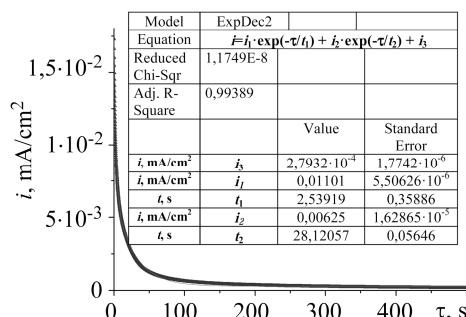 Model ExpDec2
Equation i=i₁·exp(-τ/t₁) + i₂·exp(-τ/t₂) + i₃
Reduced Chi-Sqr 1,1749E-8
Adj. R-Square 0,99389
Value Standard Error
i, mA/cm² i₃ 2,7932·10⁻⁴ 1,7742·10⁻⁶
i, mA/cm² i₁ 0,01101 5,50626·10⁻⁶
t, s t₁ 2,53919 0,35886
i, mA/cm² i₂ 0,00625 1,62865·10⁻⁵
t, s t₂ 28,12057 0,05646
i, mA/cm²
1,5·10⁻²
1·10⁻²
5·10⁻³
0
0 100 200 300 400 τ, s